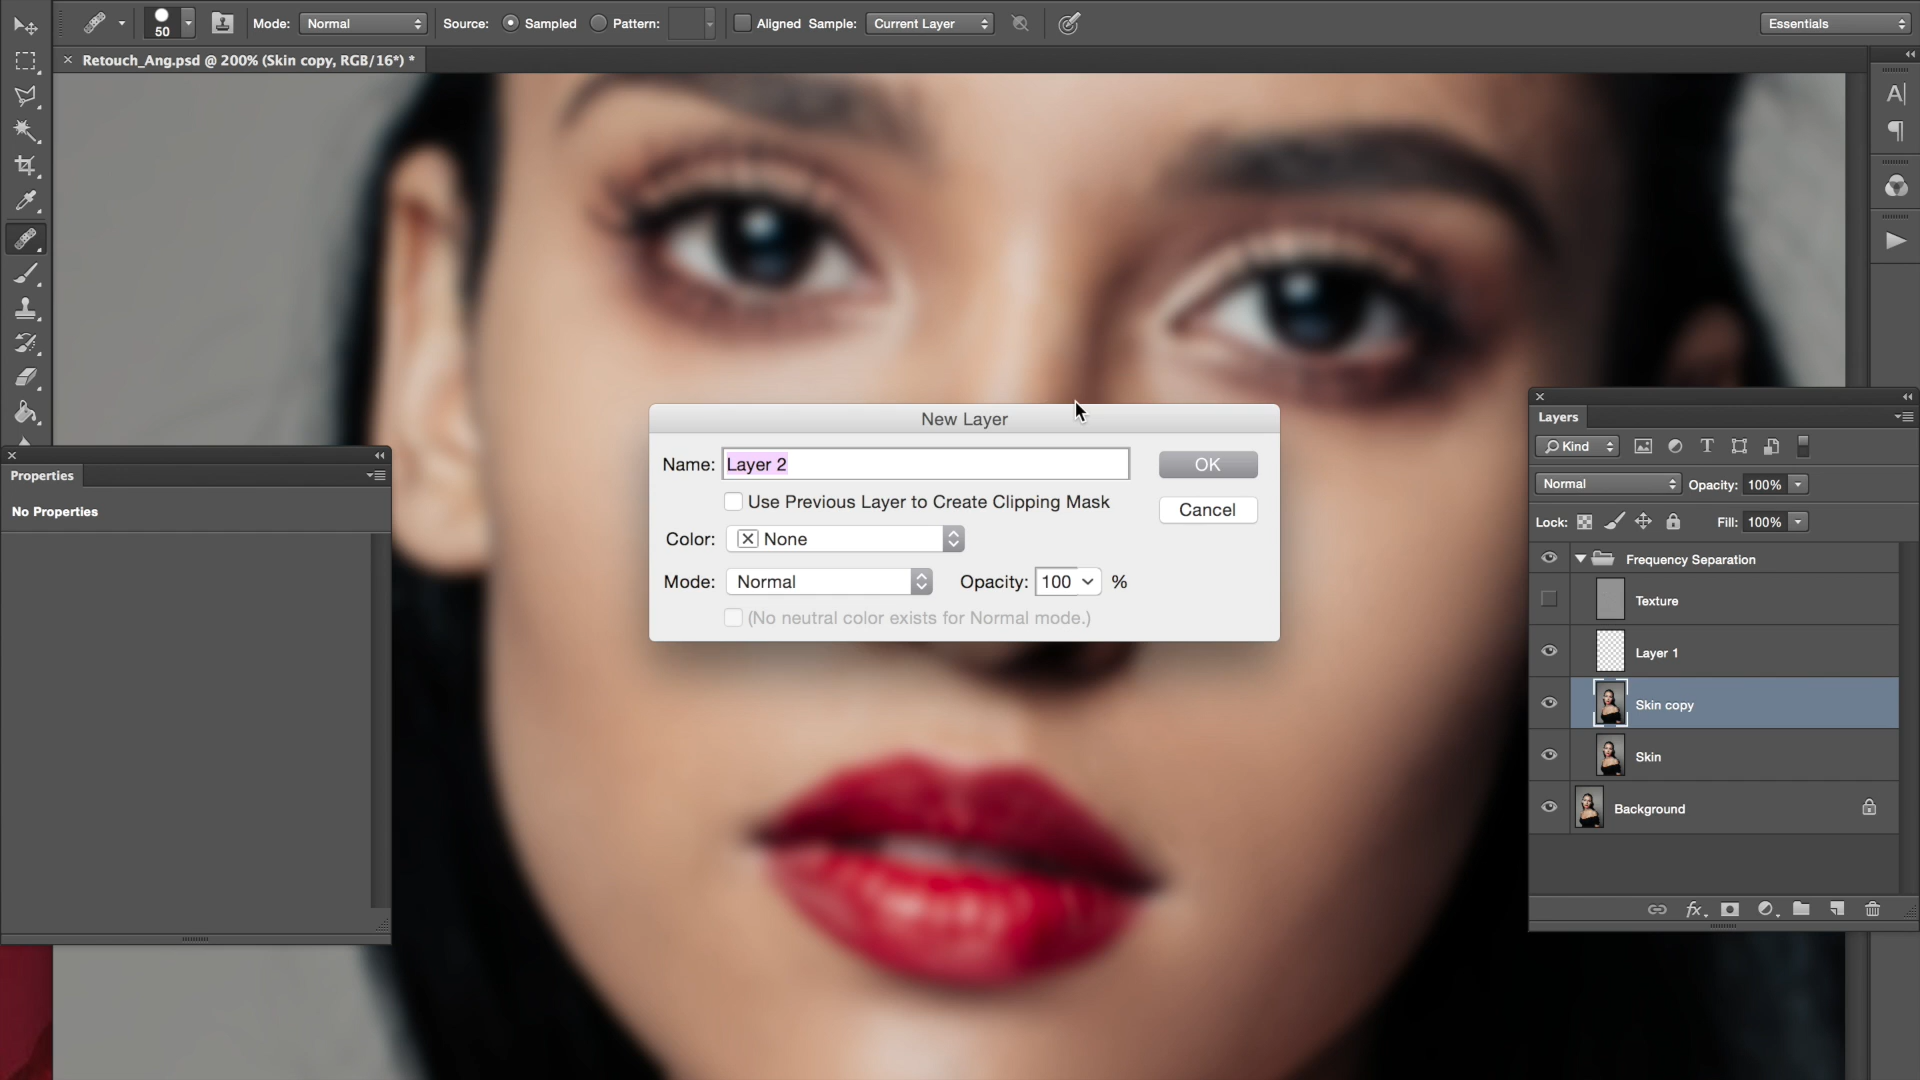 50
Mode: Normal
Source: Sampled
Pattern:
Aligned Sample: Current Layer
Essentials
Retouch_Ang.psd @ 200% (Skin copy, RGB/16*) *
Properties
No Properties
New Layer
Name: Layer 2
OK
Use Previous Layer to Create Clipping Mask
Cancel
Color: None
Mode: Normal
Opacity: 100 %
(No neutral color exists for Normal mode.)
Layers
Kind
Normal
Opacity: 100%
Lock:
Fill: 100%
Frequency Separation
Texture
Layer 1
Skin copy
Skin
Background
fx